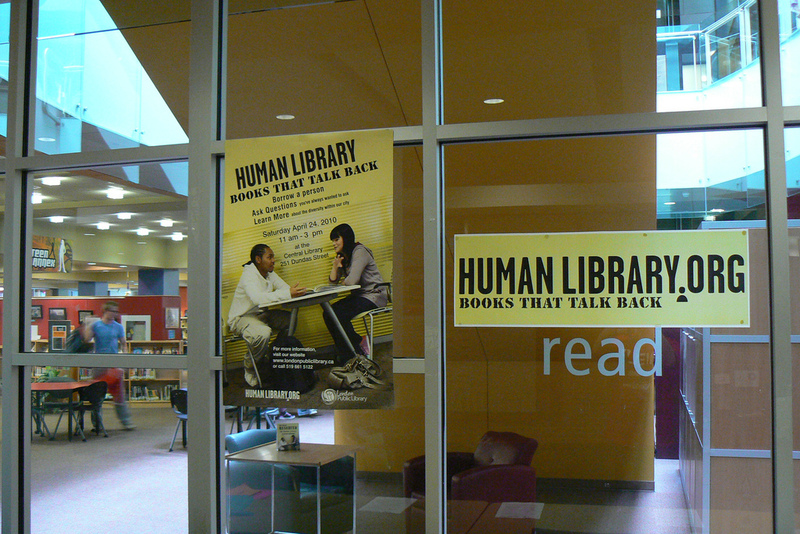 HUMAN LIBRARY
BOOKS THAT TALK BACK
Borrow a person
Ask Questions you've always wanted to ask
Learn More about the diversity within our city
Saturday April 24, 2010
11 am - 3 pm
at the
Central Library
251 Dundas Street
For more information,
visit our website
www.londonpubliclibrary.ca
or call 519 661 5122
HUMAN LIBRARY.ORG
London
Public Library
HUMAN LIBRARY.ORG
BOOKS THAT TALK BACK
read